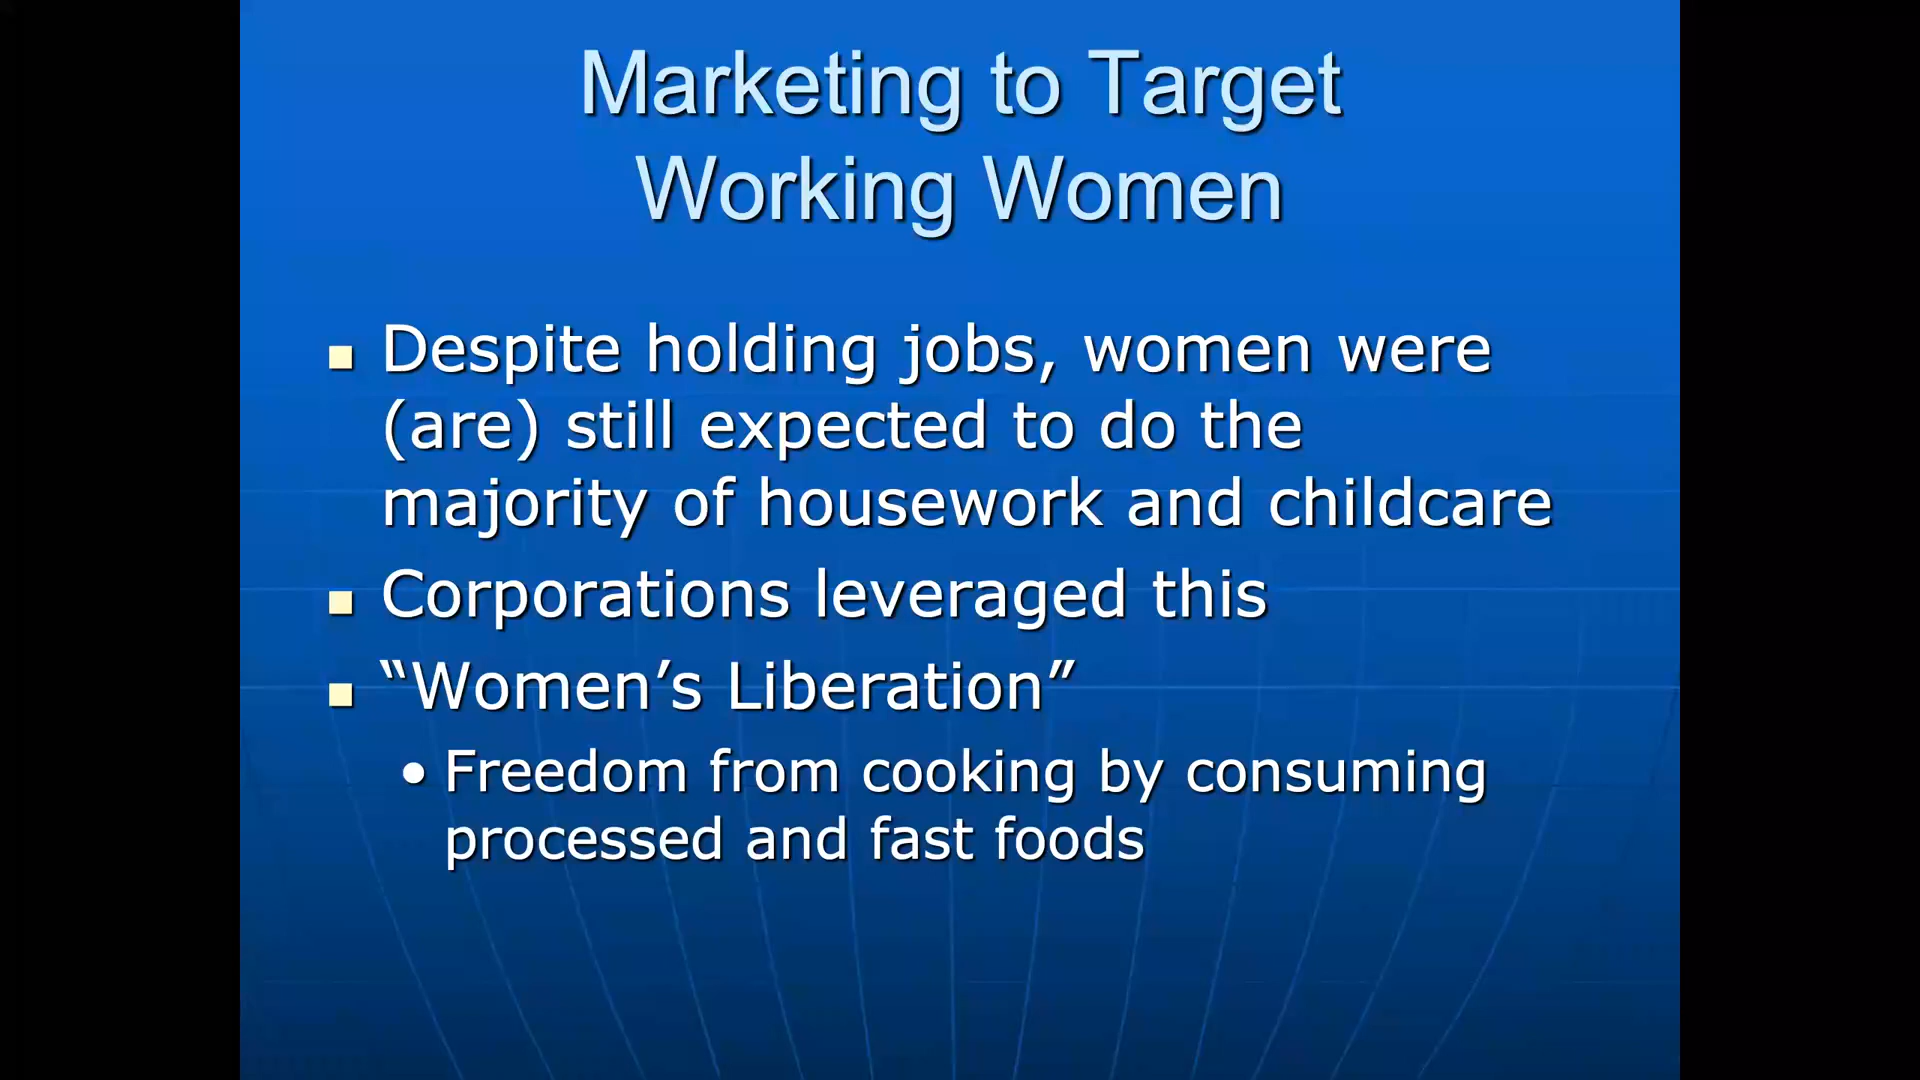 Marketing to Target
Working Women
Despite holding jobs, women were
(are) still expected to do the
majority of housework and childcare
Corporations leveraged this
“Women’s Liberation”
Freedom from cooking by consuming
processed and fast foods